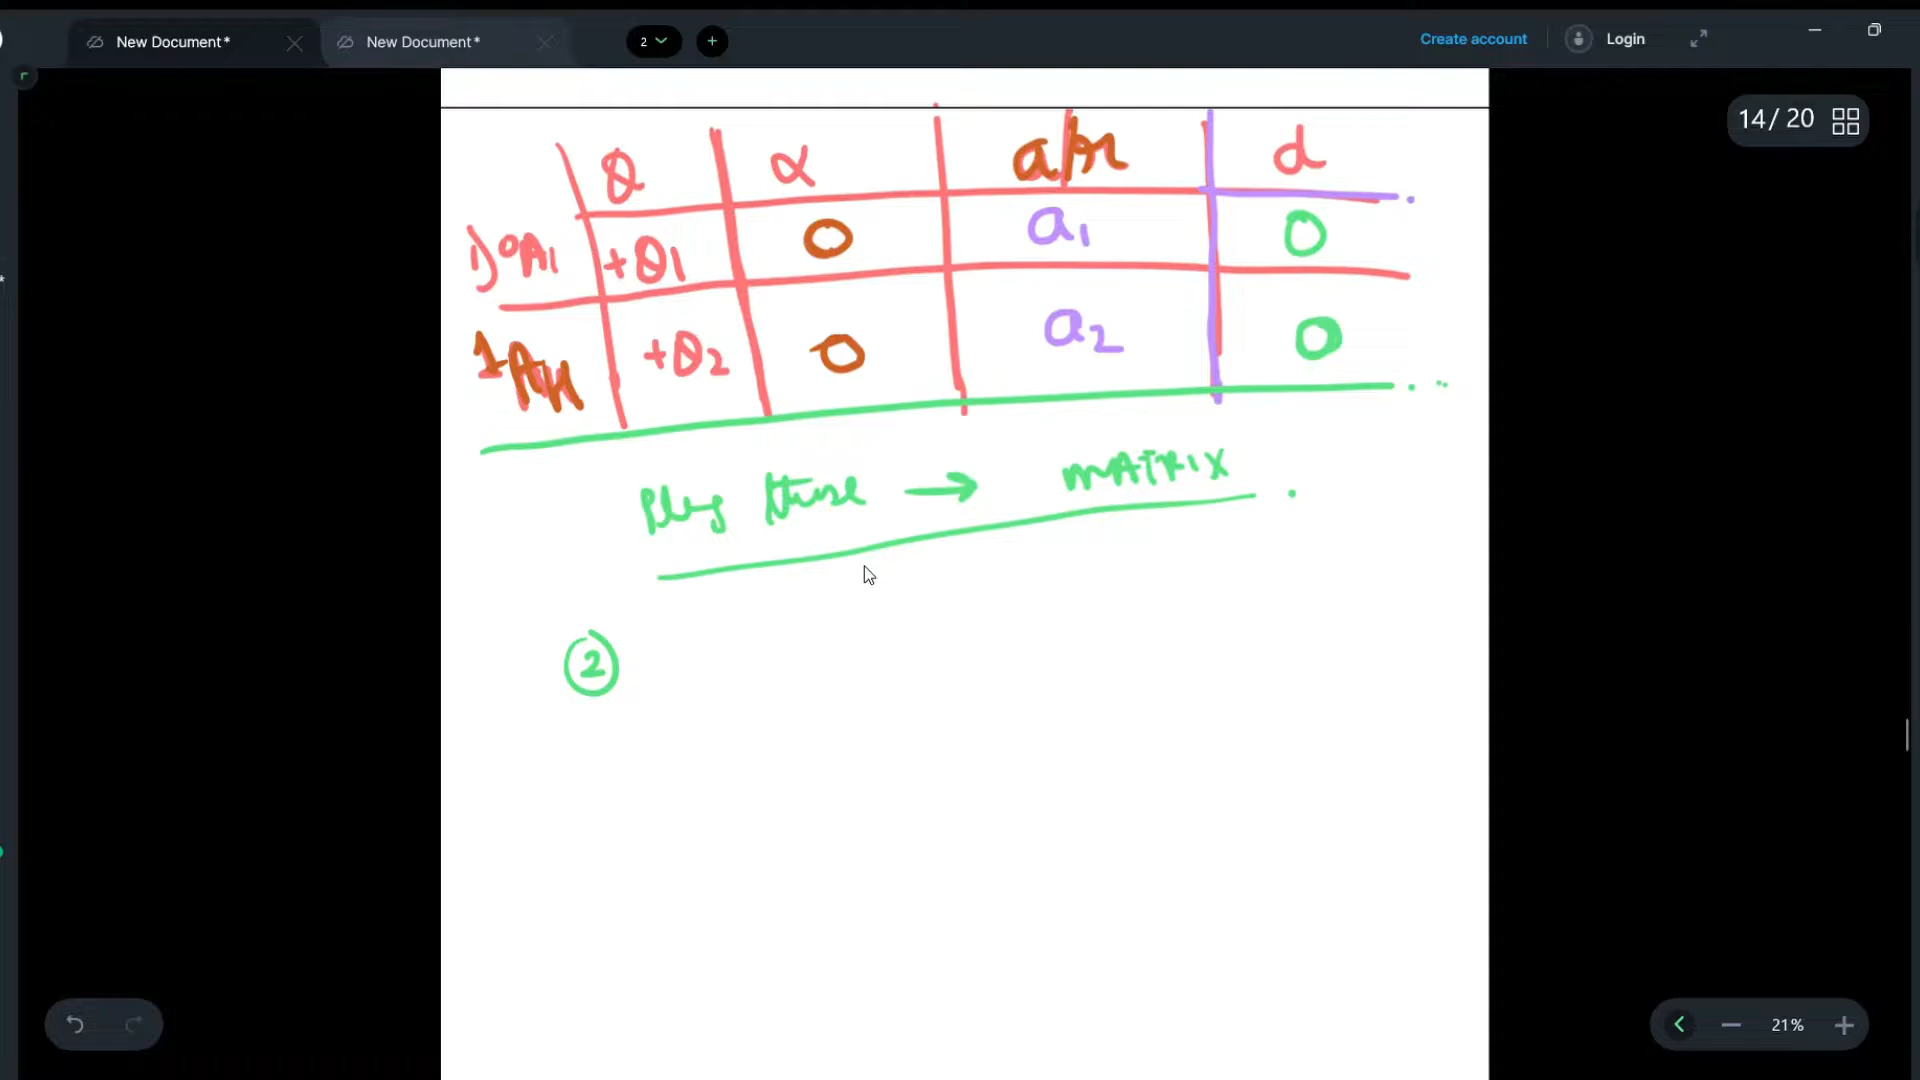 New Document* New Document* 2 + Create account Login
14 / 20
θ α a/r d
1) ⁰A₁ +θ1 0 a1 0
+θ2 0 a2 0
Plug these → MATRIX .
②
21%